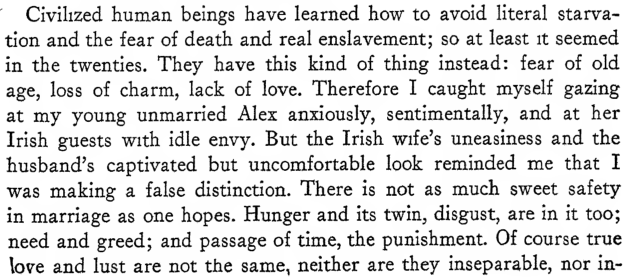 Civilized human beings have learned how to avoid literal starva-
tion and the fear of death and real enslavement; so at least it seemed
in the twenties. They have this kind of thing instead: fear of old
age, loss of charm, lack of love. Therefore I caught myself gazing
at my young unmarried Alex anxiously, sentimentally, and at her
Irish guests with idle envy. But the Irish wife's uneasiness and the
husband's captivated but uncomfortable look reminded me that I
was making a false distinction. There is not as much sweet safety
in marriage as one hopes. Hunger and its twin, disgust, are in it too;
need and greed; and passage of time, the punishment. Of course true
love and lust are not the same, neither are they inseparable, nor in-